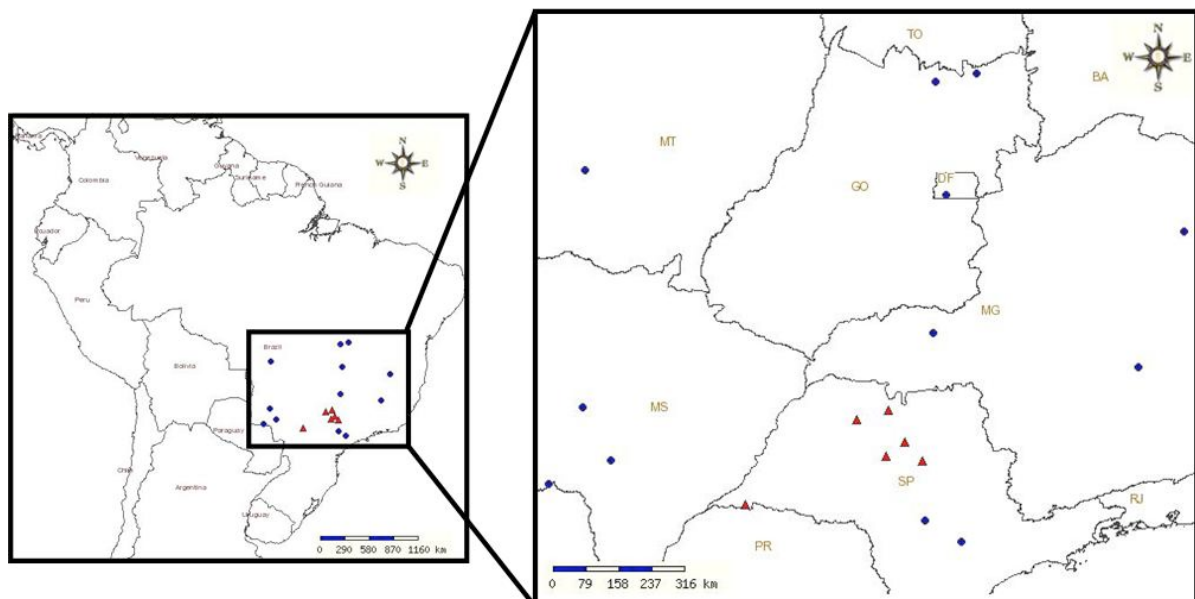 N
W E
S
Panama
Venezuela
Guyana
Suriname
French Guiana
Colombia
Ecuador
Peru
Brazil
Bolivia
Paraguay
Chile
Argentina
Uruguay
0 290 580 870 1160 km
TO
N
W E
S
BA
MT
GO
DF
MG
MS
SP
RJ
PR
0 79 158 237 316 km